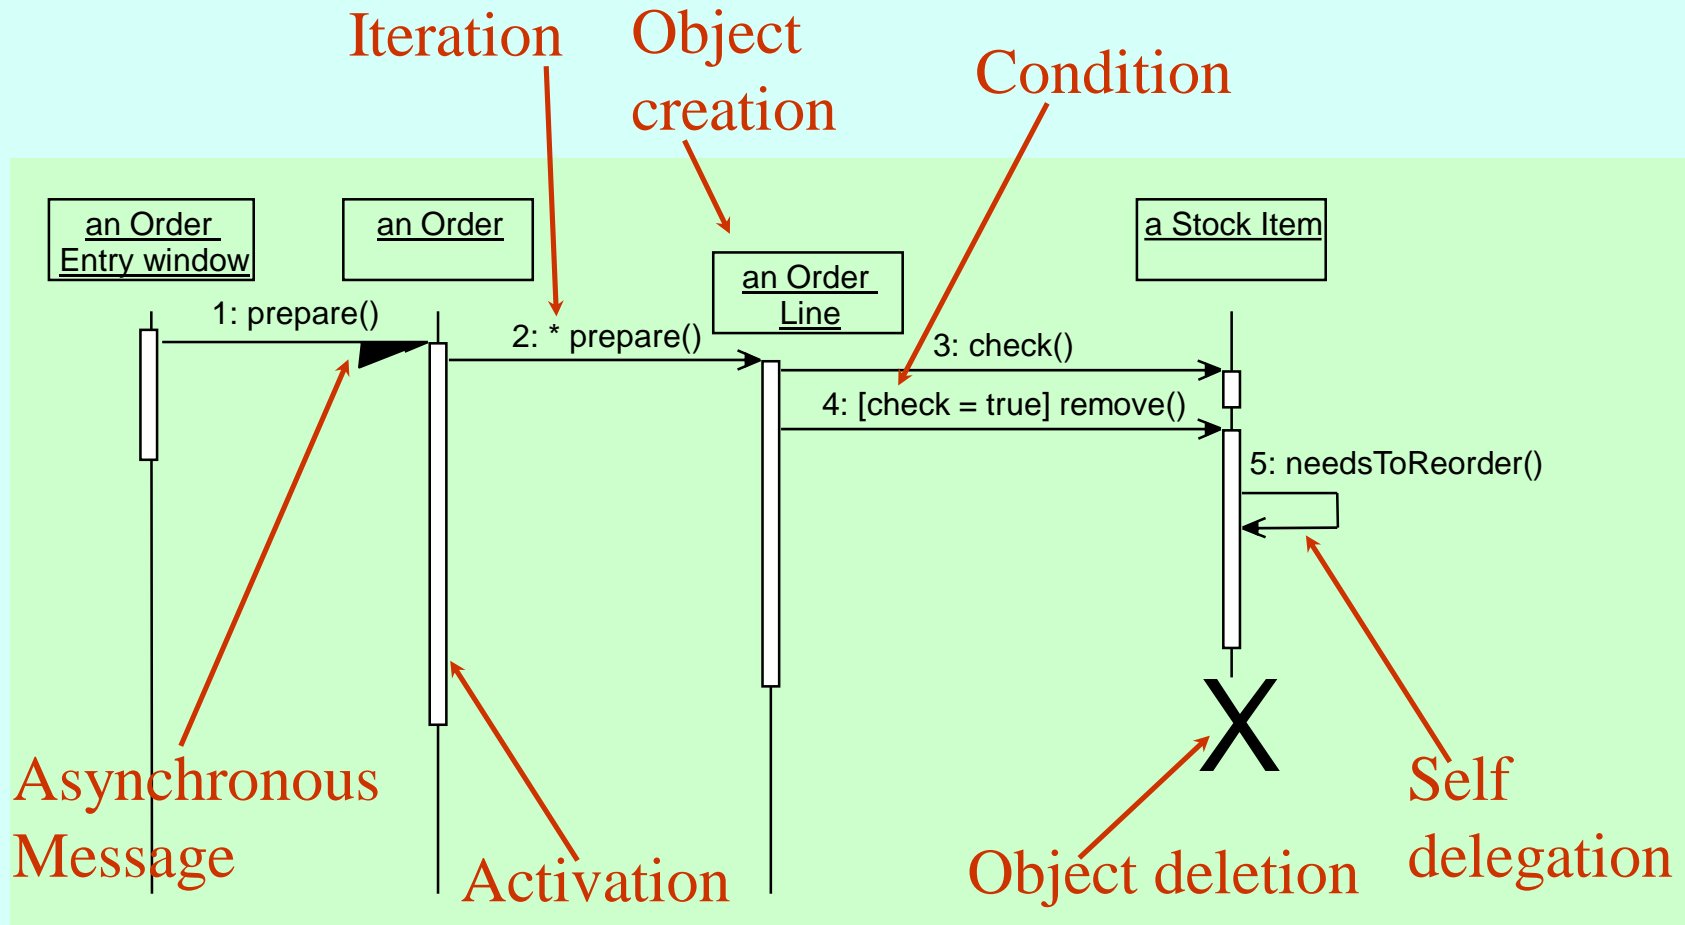 Iteration
Object
creation
Condition
an Order
Entry window
an Order
an Order
Line
a Stock Item
1: prepare()
2: * prepare()
3: check()
4: [check = true] remove()
5: needsToReorder()
X
Asynchronous
Message
Activation
Object deletion
Self
delegation